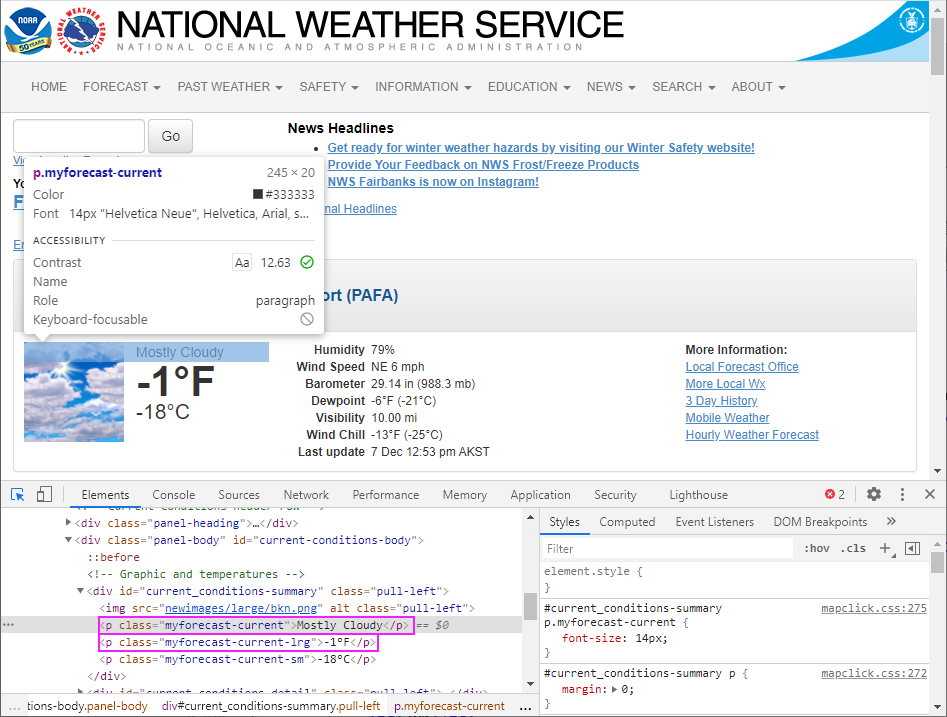 NOAA
50 YEARS
NATIONAL WEATHER SERVICE
NATIONAL WEATHER SERVICE
NATIONAL OCEANIC AND ATMOSPHERIC ADMINISTRATION
HOME FORECAST PAST WEATHER SAFETY INFORMATION EDUCATION NEWS SEARCH ABOUT
Go
News Headlines
Get ready for winter weather hazards by visiting our Winter Safety website!
Provide Your Feedback on NWS Frost/Freeze Products
NWS Fairbanks is now on Instagram!
nal Headlines
p.myforecast-current 245 × 20
Color #333333
Font 14px "Helvetica Neue", Helvetica, Arial, s...
ACCESSIBILITY
Contrast Aa 12.63
Name
Role paragraph
Keyboard-focusable
ort (PAFA)
Mostly Cloudy
-1°F
-18°C
Humidity 79%
Wind Speed NE 6 mph
Barometer 29.14 in (988.3 mb)
Dewpoint -6°F (-21°C)
Visibility 10.00 mi
Wind Chill -13°F (-25°C)
Last update 7 Dec 12:53 pm AKST
More Information:
Local Forecast Office
More Local Wx
3 Day History
Mobile Weather
Hourly Weather Forecast
Elements Console Sources Network Performance Memory Application Security Lighthouse 2
<div class="panel-heading">…</div>
<div class="panel-body" id="current-conditions-body">
::before
<!-- Graphic and temperatures -->
<div id="current_conditions-summary" class="pull-left">
<img src="newimages/large/bkn.png" alt class="pull-left">
<p class="myforecast-current">Mostly Cloudy</p> == $0
<p class="myforecast-current-lrg">-1°F</p>
<p class="myforecast-current-sm">-18°C</p>
</div>
<div id="current_conditions_detail" class="pull-left">…</div>
... tions-body.panel-body div#current_conditions-summary.pull-left p.myforecast-current ...
Styles Computed Event Listeners DOM Breakpoints »
Filter :hov .cls +
element.style {
}
#current_conditions-summary mapclick.css:275
p.myforecast-current {
font-size: 14px;
}
#current_conditions-summary p { mapclick.css:272
margin: 0;
}